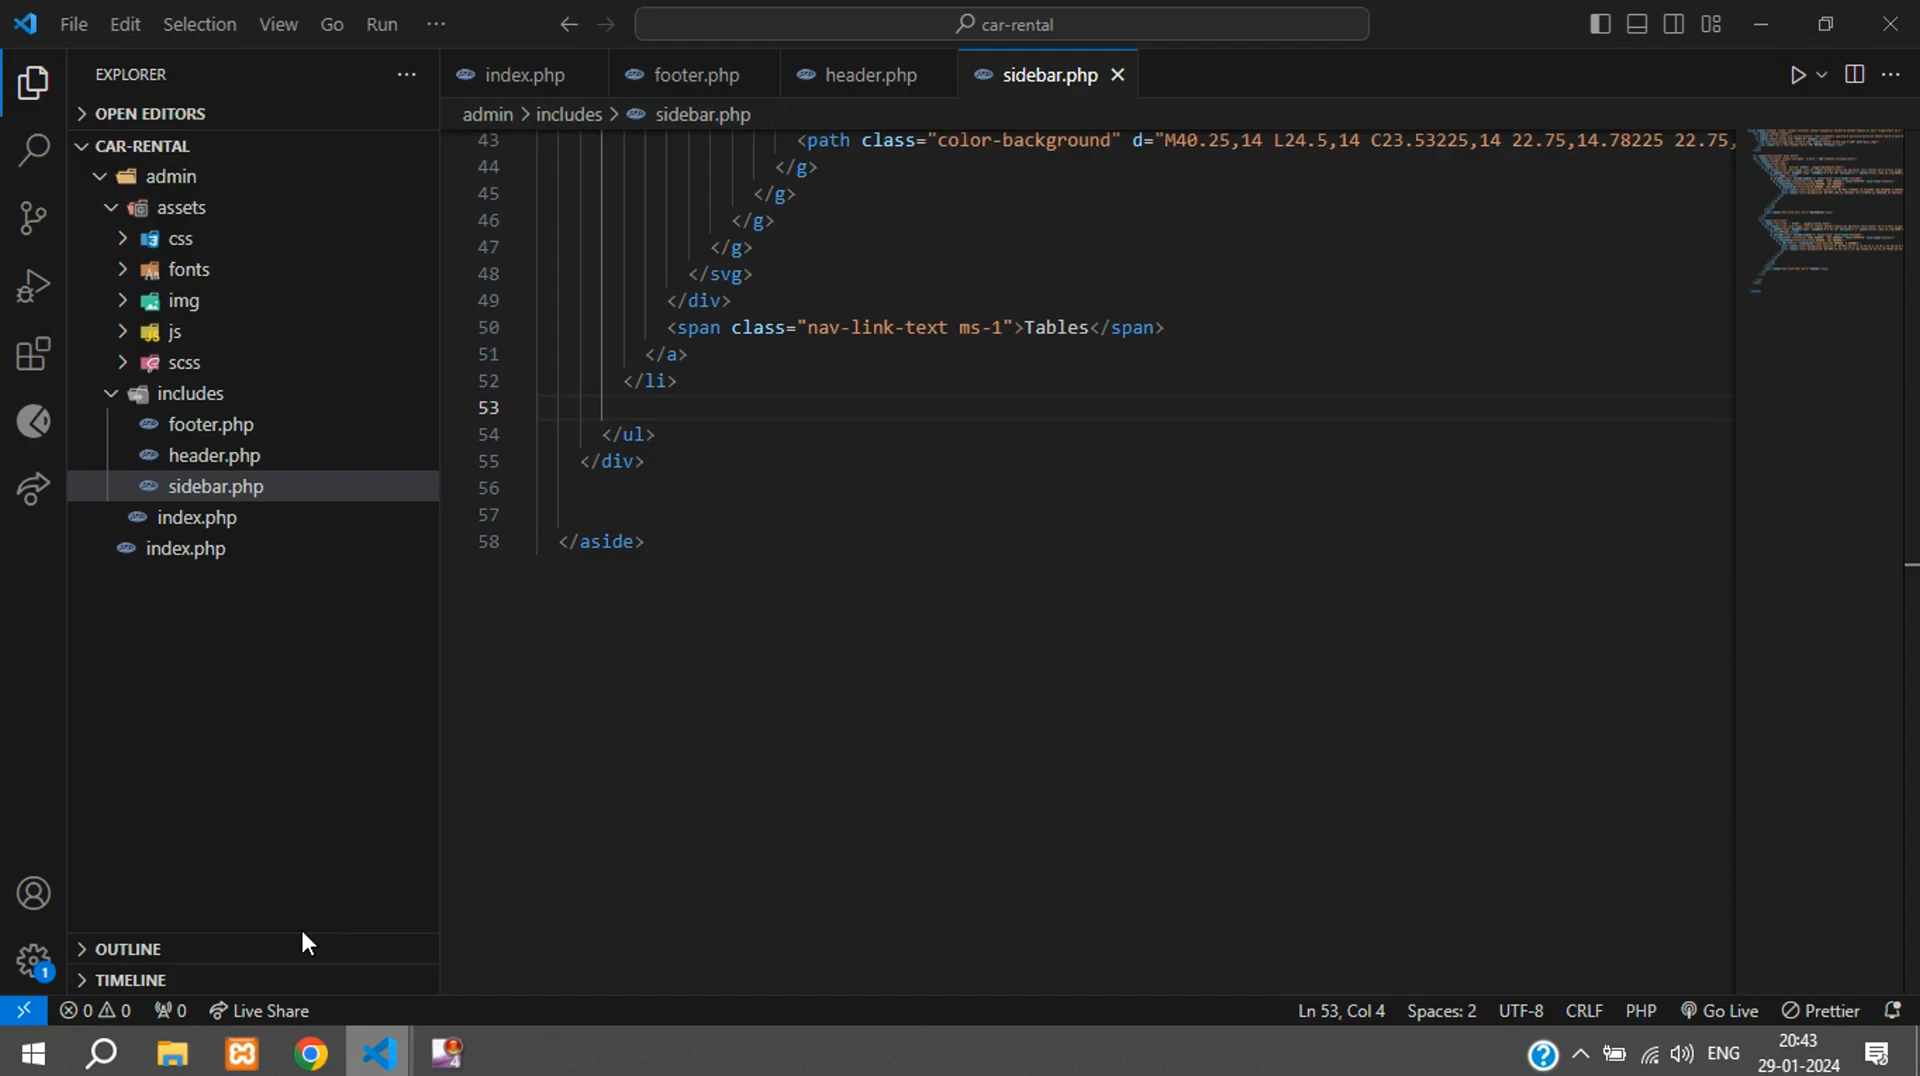 File Edit Selection View Go Run ···
car-rental
EXPLORER ···
OPEN EDITORS
CAR-RENTAL
admin
assets
css
fonts
img
js
scss
includes
footer.php
header.php
sidebar.php
index.php
index.php
OUTLINE
TIMELINE
1
index.php footer.php header.php sidebar.php
admin > includes > sidebar.php
43 <path class="color-background" d="M40.25,14 L24.5,14 C23.53225,14 22.75,14.78225 22.75,
44 </g>
45 </g>
46 </g>
47 </g>
48 </svg>
49 </div>
50 <span class="nav-link-text ms-1">Tables</span>
51 </a>
52 </li>
53
54 </ul>
55 </div>
56
57
58 </aside>
0 0 0 Live Share Ln 53, Col 4 Spaces: 2 UTF-8 CRLF PHP Go Live Prettier
ENG 20:43
29-01-2024